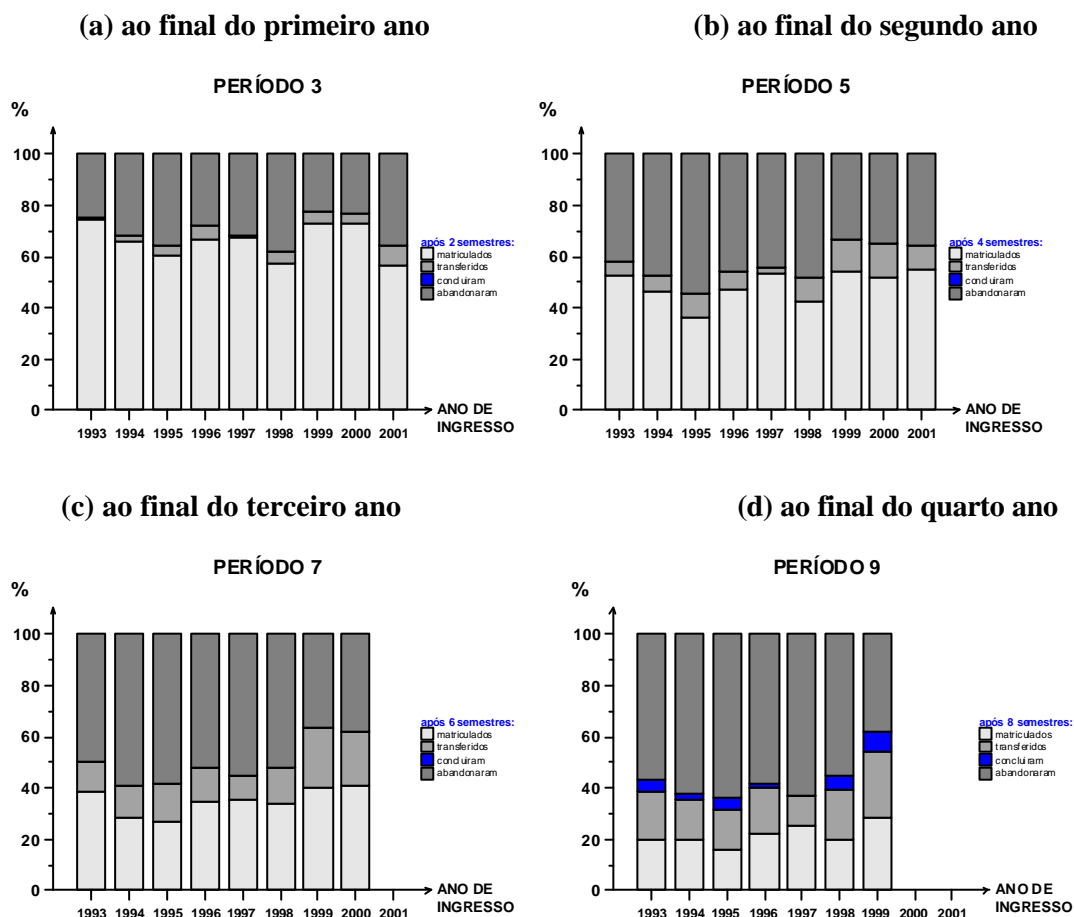 (a) ao final do primeiro ano
PERÍODO 3
%
100
80
60
40
20
0
1993 1994 1995 1996 1997 1998 1999 2000 2001
ANO DE
INGRESSO
após 2 semestres:
matriculados
transferidos
concluiram
abandonaram
(b) ao final do segundo ano
PERÍODO 5
%
100
80
60
40
20
0
1993 1994 1995 1996 1997 1998 1999 2000 2001
ANO DE
INGRESSO
após 4 semestres:
matriculados
transferidos
concluiram
abandonaram
(c) ao final do terceiro ano
PERÍODO 7
%
100
80
60
40
20
0
1993 1994 1995 1996 1997 1998 1999 2000 2001
ANO DE
INGRESSO
após 6 semestres:
matriculados
transferidos
concluiram
abandonaram
(d) ao final do quarto ano
PERÍODO 9
%
100
80
60
40
20
0
1993 1994 1995 1996 1997 1998 1999 2000 2001
ANO DE
INGRESSO
após 8 semestres:
matriculados
transferidos
concluiram
abandonaram